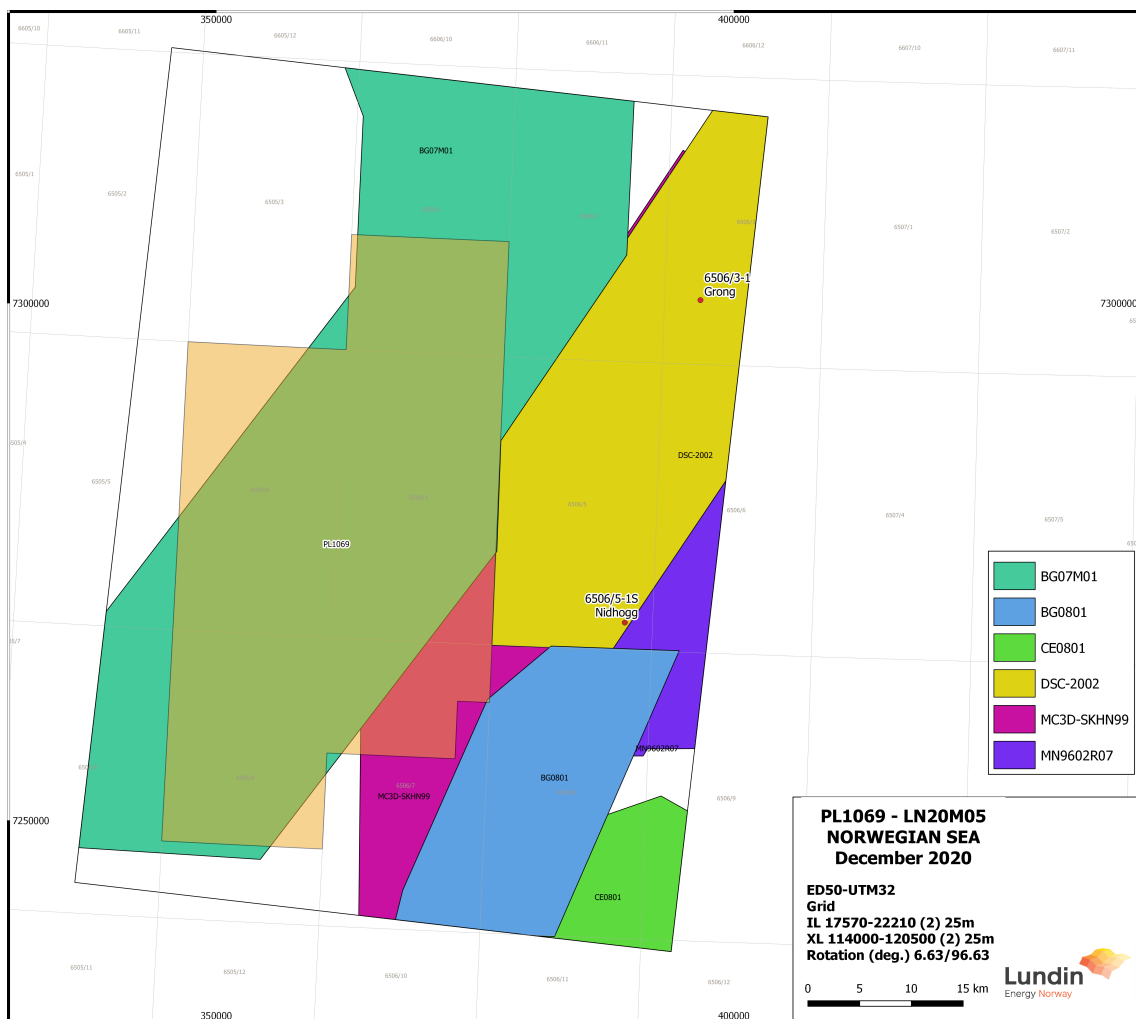 350000
400000
6605/10
6605/11
6605/12
6606/10
6606/11
6606/12
6607/10
6607/11
BG07M01
6505/1
6505/2
6505/3
6507/1
6507/2
6506/3-1
Grong
7300000
7300000
DSC-2002
6505/5
6506/5
6506/6
6507/4
6507/5
PL1069
6506/5-1S
Nidhogg
BG07M01
BG0801
CE0801
DSC-2002
MC3D-SKHN99
MN9602R07
MN9602R07
BG0801
6506/7
MC3D-SKHN99
6506/9
7250000
CE0801
PL1069 - LN20M05
NORWEGIAN SEA
December 2020
ED50-UTM32
Grid
IL 17570-22210 (2) 25m
XL 114000-120500 (2) 25m
Rotation (deg.) 6.63/96.63
0 5 10 15 km
Lundin
Energy Norway
6505/11
6505/12
6506/10
6506/11
6506/12
350000
400000